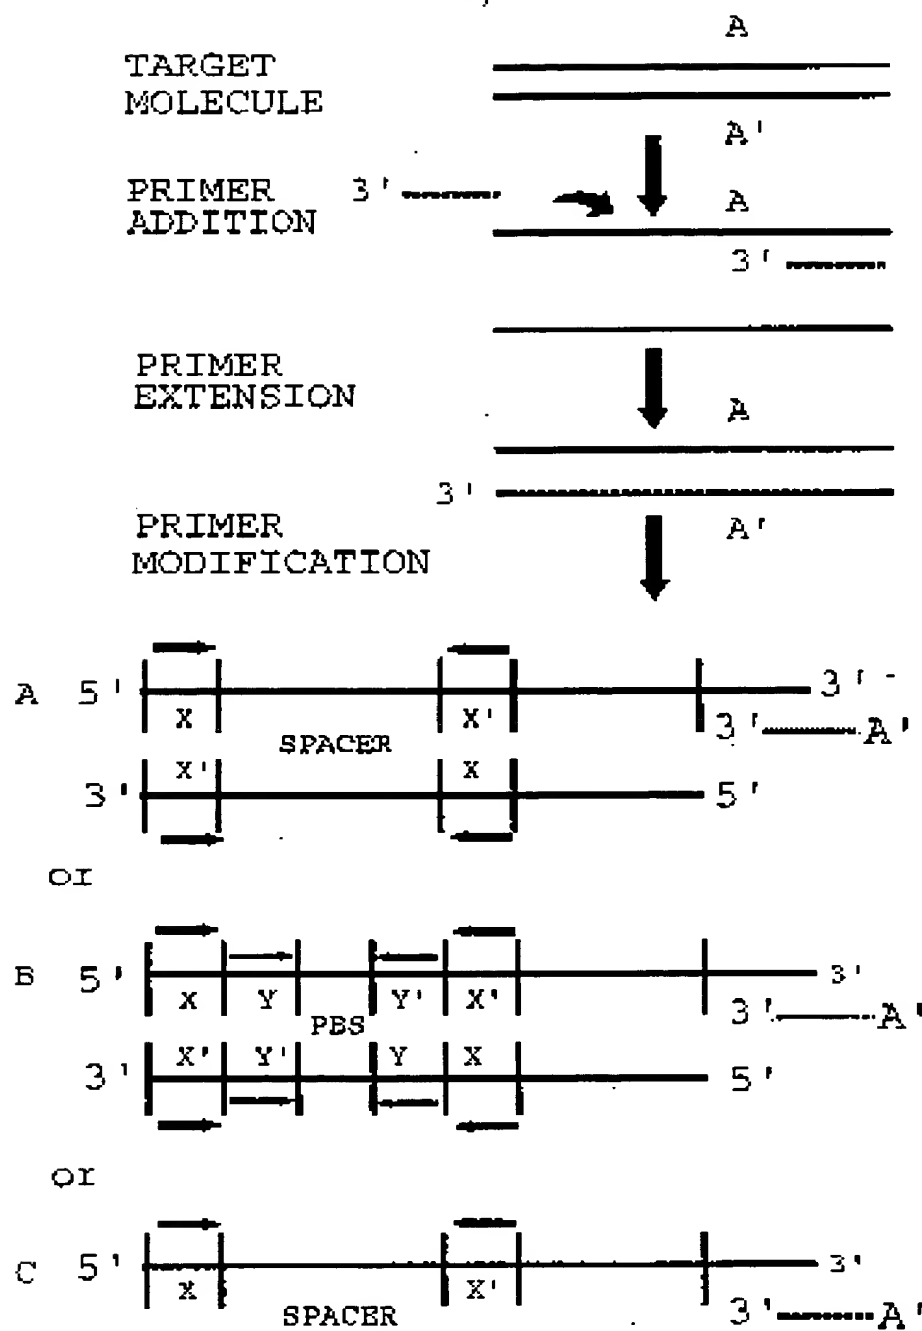 A
TARGET
MOLECULE
A'
PRIMER 3' A
ADDITION
3'
PRIMER
EXTENSION
A
3'
PRIMER A'
MODIFICATION
A 5' 3'
X X' 3' A'
SPACER
X' X
3' 5'
or
B 5' 3'
X Y Y' X' 3' A'
PBS
X' Y' Y X
3' 5'
or
C 5' 3'
X X' 3' A'
SPACER